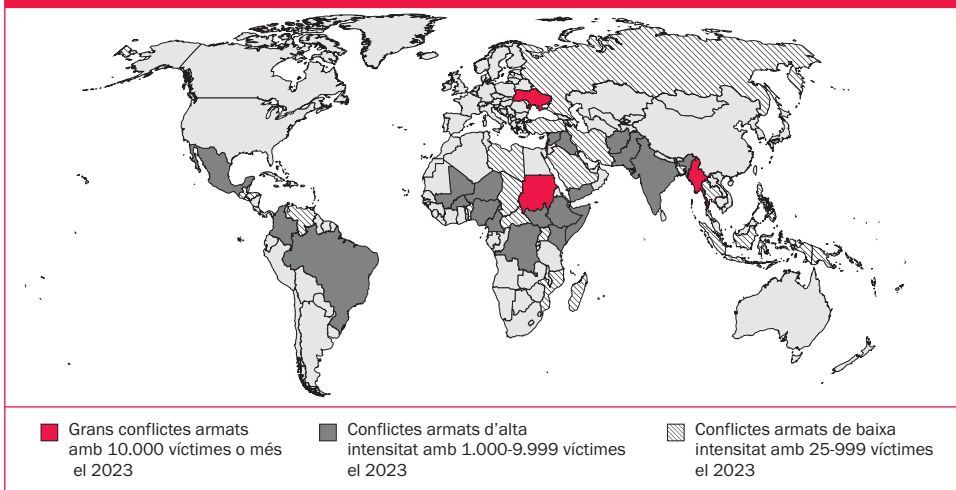 Grans conflictes armats
amb 10.000 víctimes o més
el 2023
Conflictes armats d'alta
intensitat amb 1.000-9.999 víctimes
el 2023
Conflictes armats de baixa
intensitat amb 25-999 víctimes
el 2023